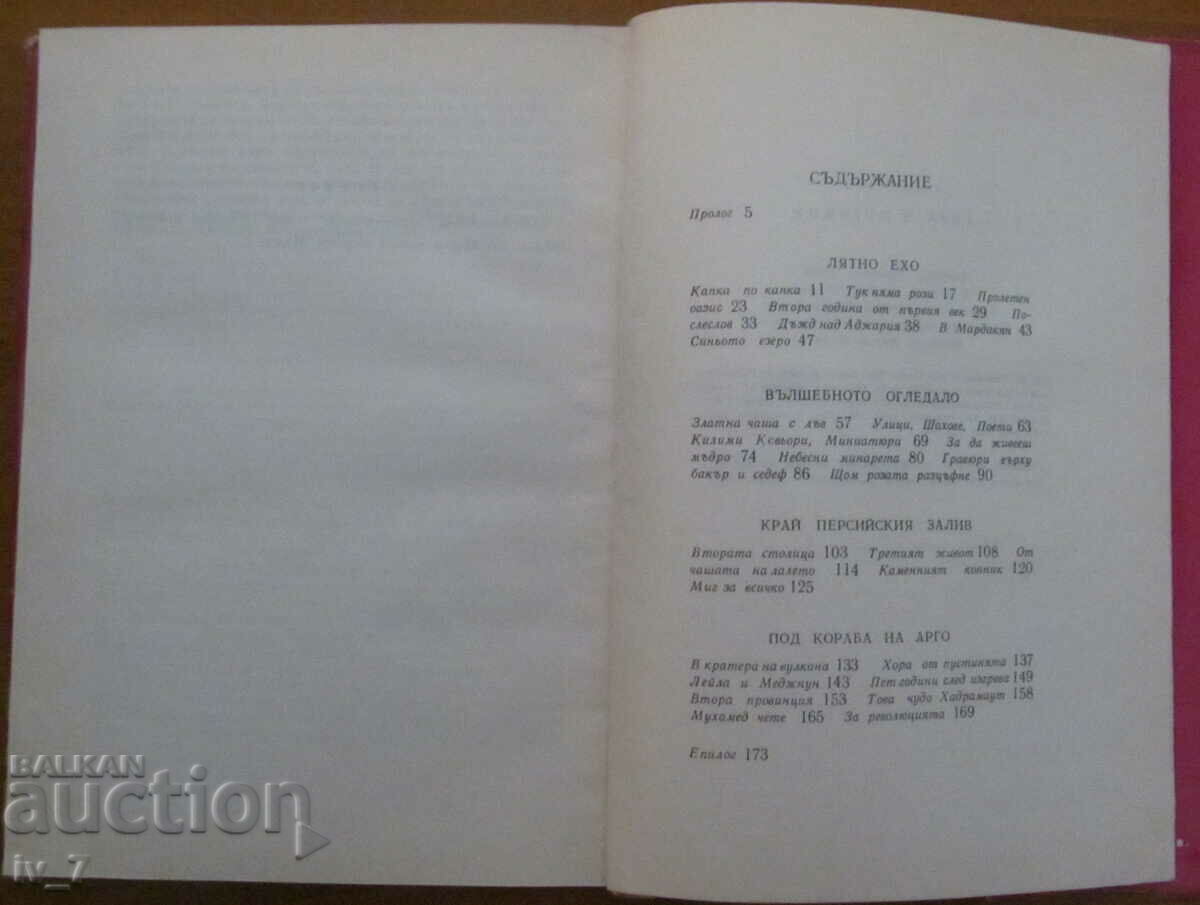 СЪДЪРЖАНИЕ
Пролог 5
ЛЯТНО ЕХО
Капка по капка 11 Тук няма рози 17 Пролетен
оазис 23 Втора година от първия век 29 По-
слеслов 33 Дъжд над Аджария 38 В Мардакян 43
Синьото езеро 47
ВЪЛШЕБНОТО ОГЛЕДАЛО
Златна чаша с лъв 57 Улици, Шахове, Поети 63
Килими Кевьори, Миниатюра 69 За да живееш
мъдро 74 Небесни минарета 80 Гравюри върху
бакър и седеф 86 Щом розата разцъфне 90
КРАЙ ПЕРСИЙСКИЯ ЗАЛИВ
Втората столица 103 Третият живот 108 От
чашата на лалето 114 Каменният конник 120
Миг за всичко 125
ПОД КОРАБА НА АРГО
В кратера на вулкана 133 Хора от пустинята 137
Лейла и Меджнун 143 Пет години след изгрева 149
Втора провинция 153 Това чудо Хадрамаут 158
Мухамед чете 165 За революцията 169
Епилог 173
BALKAN
auction
iv_7